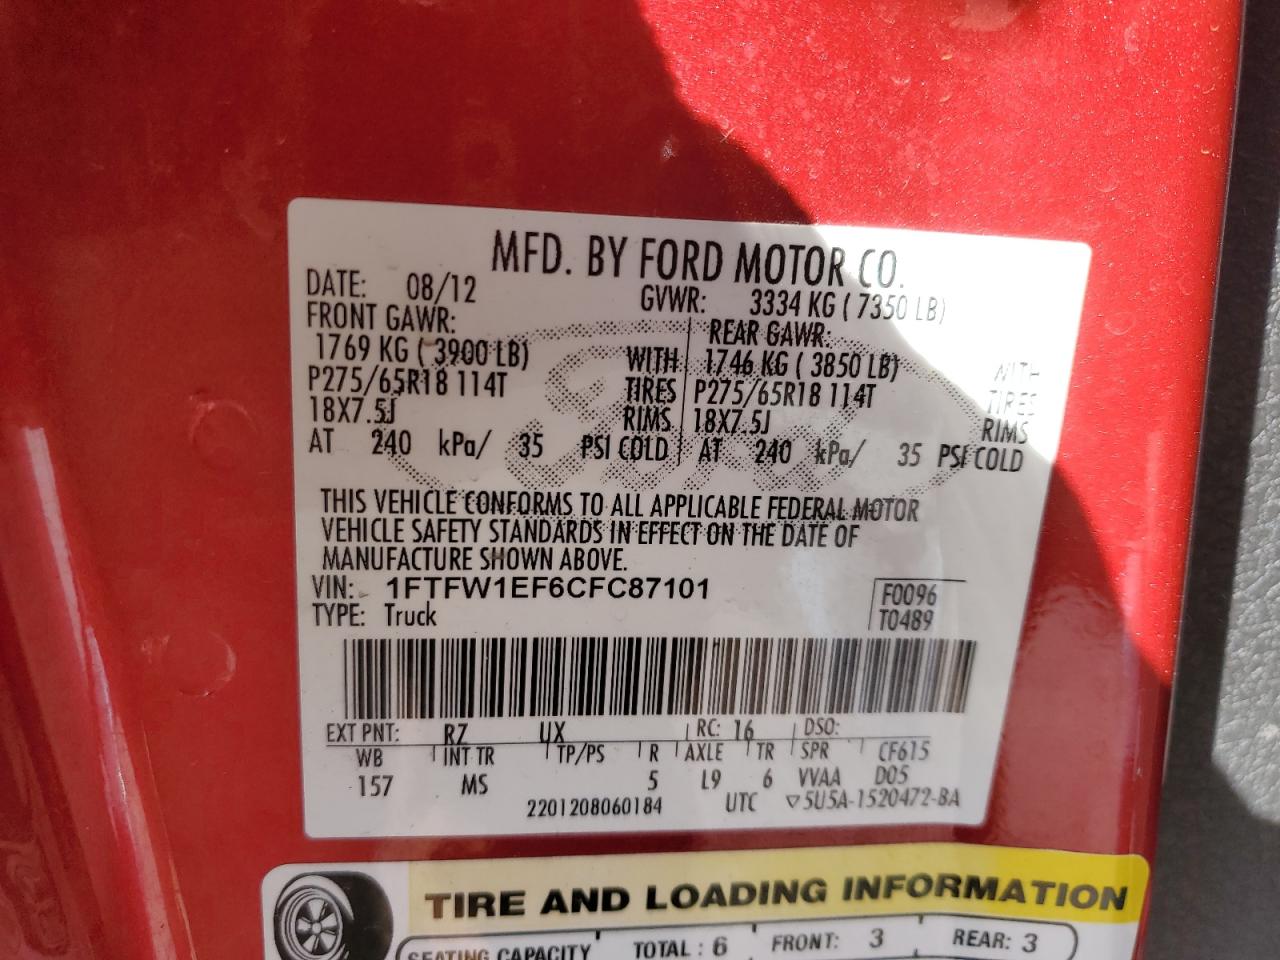 MFD. BY FORD MOTOR CO.
DATE: 08/12 GVWR: 3334 KG ( 7350 LB)
FRONT GAWR: REAR GAWR:
1769 KG ( 3900 LB) WITH 1746 KG ( 3850 LB) WITH
P275/65R18 114T TIRES P275/65R18 114T TIRES
18X7.5J RIMS 18X7.5J RIMS
AT 240 kPa/ 35 PSI COLD AT 240 kPa/ 35 PSI COLD
THIS VEHICLE CONFORMS TO ALL APPLICABLE FEDERAL MOTOR
VEHICLE SAFETY STANDARDS IN EFFECT ON THE DATE OF
MANUFACTURE SHOWN ABOVE.
VIN: 1FTFW1EF6CFC87101 F0096
TYPE: Truck T0489
EXT PNT: RZ UX RC: 16 DSO:
WB INT TR TP/PS R AXLE TR SPR CF615
157 MS 5 L9 6 VVAA D05
2201208060184 UTC ▽5U5A-1520472-BA
TIRE AND LOADING INFORMATION
SEATING CAPACITY TOTAL : 6 FRONT: 3 REAR: 3